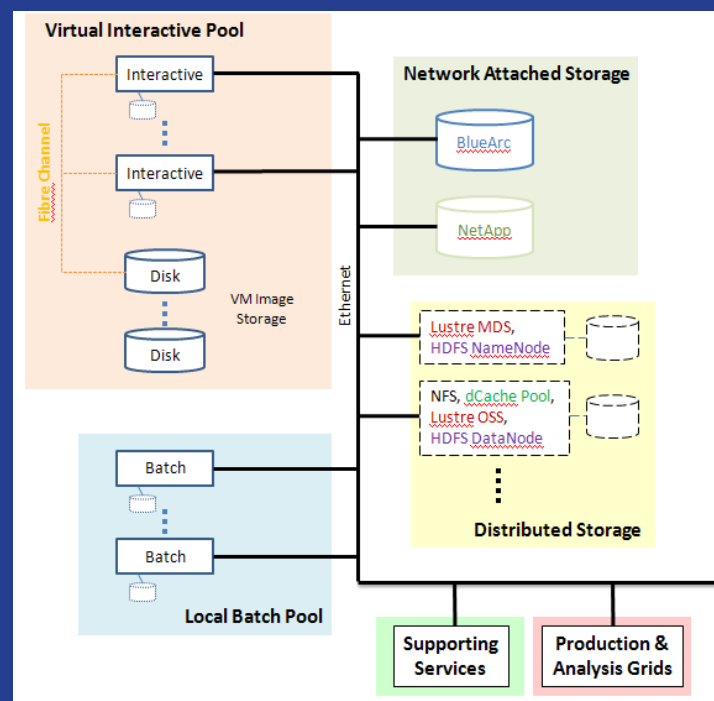 Virtual Interactive Pool
Interactive
Interactive
Fibre Channel
Disk
VM Image
Storage
Disk
Ethernet
Network Attached Storage
BlueArc
NetApp
Lustre MDS,
HDFS NameNode
NFS, dCache Pool,
Lustre OSS,
HDFS DataNode
Distributed Storage
Batch
Batch
Local Batch Pool
Supporting
Services
Production &
Analysis Grids